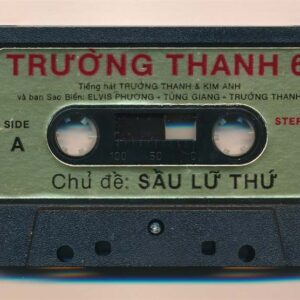 TRƯỜNG THANH 6
Tiếng hát TRƯỜNG THANH & KIM ANH
và ban Sao Biển: ELVIS PHƯƠNG - TÙNG GIANG - TRƯỜNG THANH
SIDE
A
100 50 0
Chủ đề: SẦU LỮ THỨ